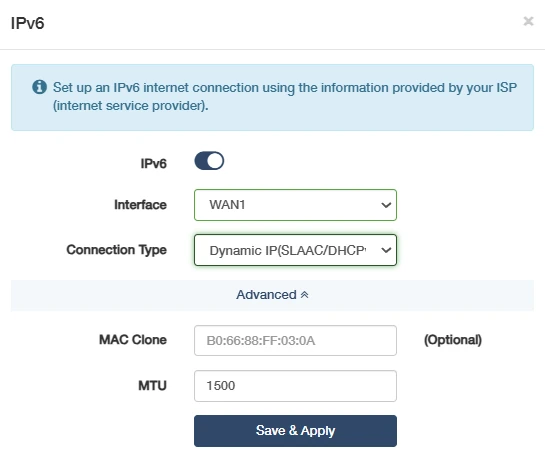 IPv6
×
Set up an IPv6 internet connection using the information provided by your ISP
(internet service provider).
IPv6
Interface WAN1
Connection Type Dynamic IP(SLAAC/DHCPv
Advanced
MAC Clone B0:66:88:FF:03:0A (Optional)
MTU 1500
Save & Apply